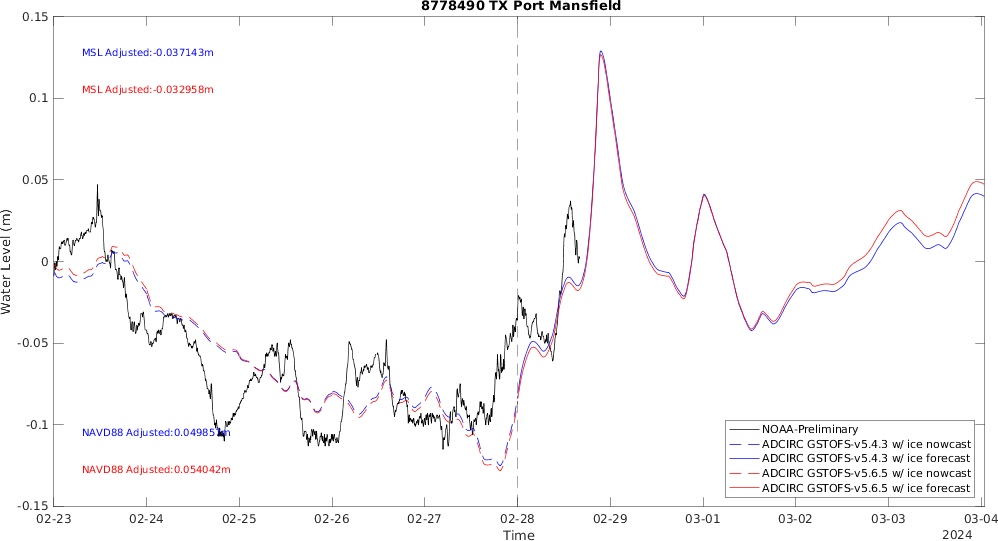 8778490 TX Port Mansfield
0.15
0.1
0.05
0
-0.05
-0.1
-0.15
Water Level (m)
MSL Adjusted:-0.037143m
MSL Adjusted:-0.032958m
NAVD88 Adjusted:0.04985 m
NAVD88 Adjusted:0.054042m
NOAA-Preliminary
ADCIRC GSTOFS-v5.4.3 w/ ice nowcast
ADCIRC GSTOFS-v5.4.3 w/ ice forecast
ADCIRC GSTOFS-v5.6.5 w/ ice nowcast
ADCIRC GSTOFS-v5.6.5 w/ ice forecast
02-23 02-24 02-25 02-26 02-27 02-28 02-29 03-01 03-02 03-03 03-04
Time
2024